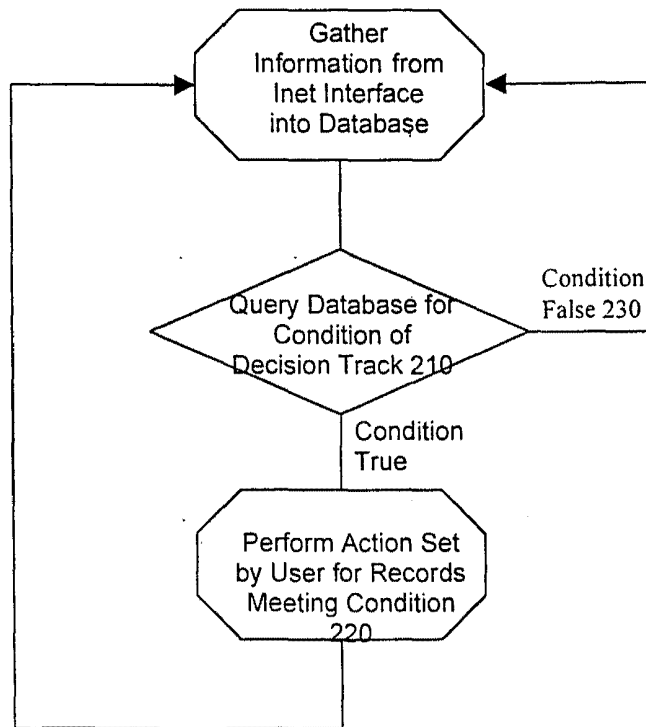 Gather
Information from
Inet Interface
into Database
Query Database for
Condition of
Decision Track 210
Condition
False 230
Condition
True
Perform Action Set
by User for Records
Meeting Condition
220